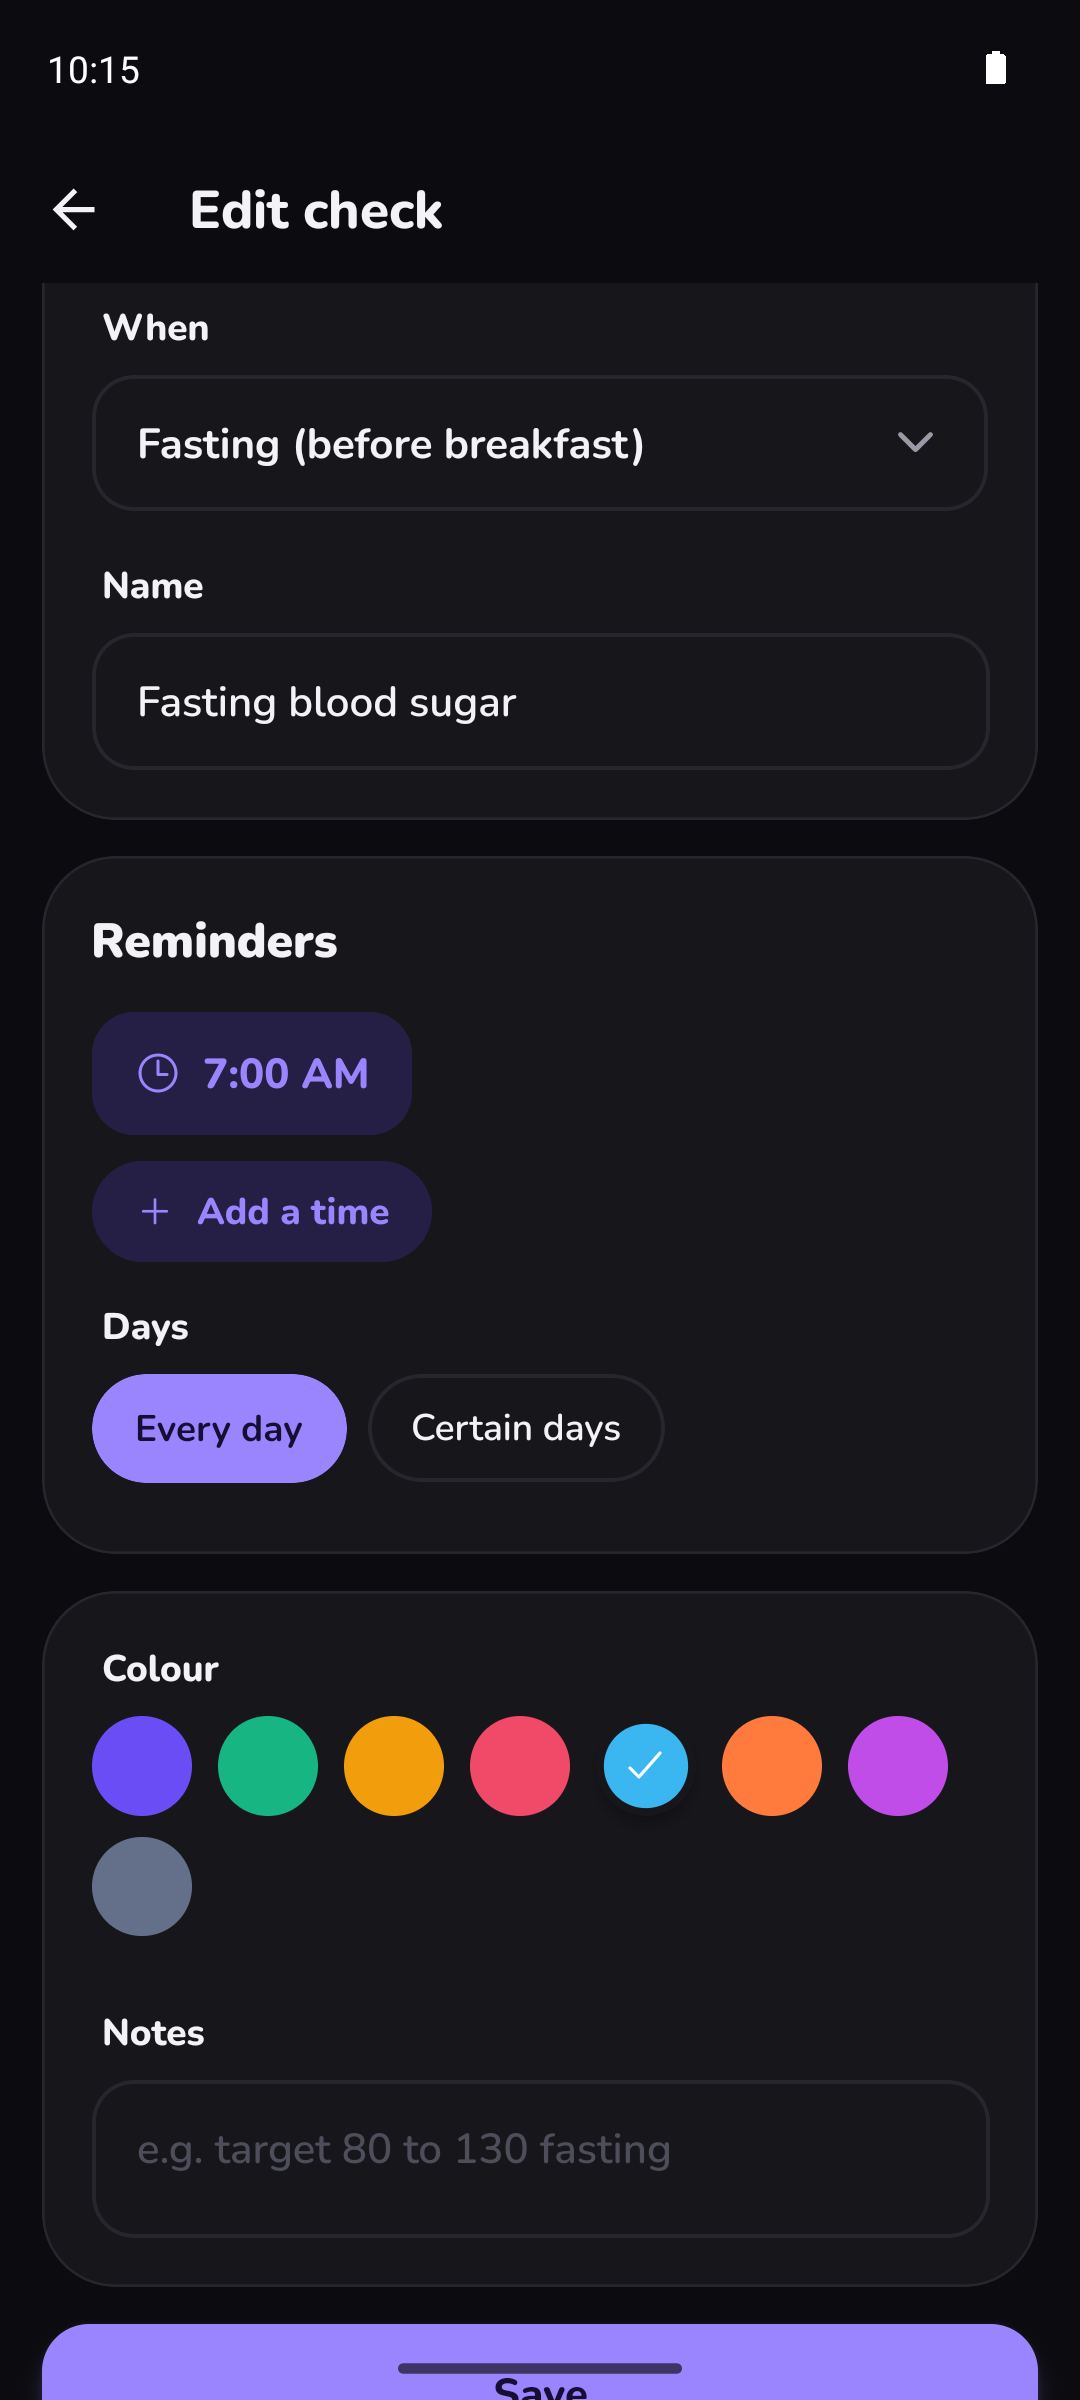 10:15
Edit check
When
Fasting (before breakfast)
Name
Fasting blood sugar
Reminders
7:00 AM
Add a time
Days
Every day
Certain days
Colour
Notes
e.g. target 80 to 130 fasting
Save